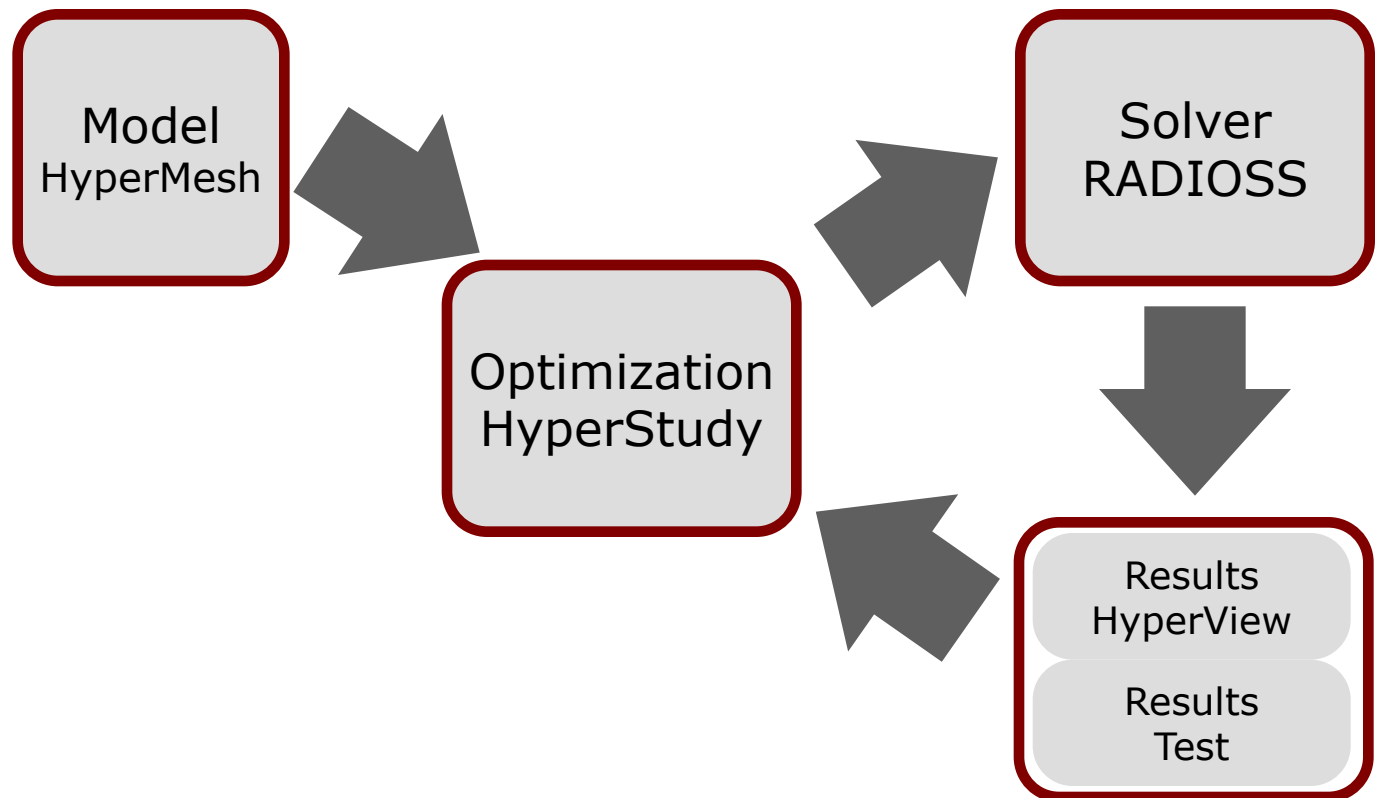 Model
HyperMesh
Optimization
HyperStudy
Solver
RADIOSS
Results
HyperView
Results
Test